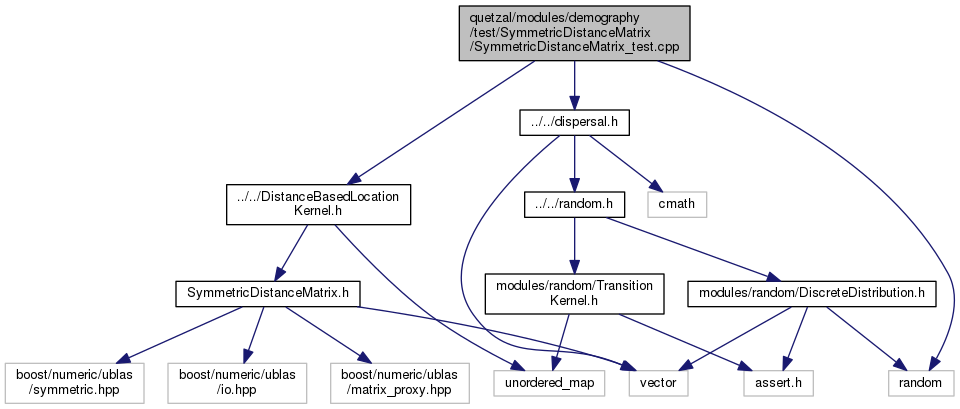 quetzal/modules/demography
/test/SymmetricDistanceMatrix
/SymmetricDistanceMatrix_test.cpp
../../dispersal.h
../../DistanceBasedLocation
Kernel.h
../../random.h
cmath
SymmetricDistanceMatrix.h
modules/random/Transition
Kernel.h
modules/random/DiscreteDistribution.h
boost/numeric/ublas
/symmetric.hpp
boost/numeric/ublas
/io.hpp
boost/numeric/ublas
/matrix_proxy.hpp
unordered_map
vector
assert.h
random